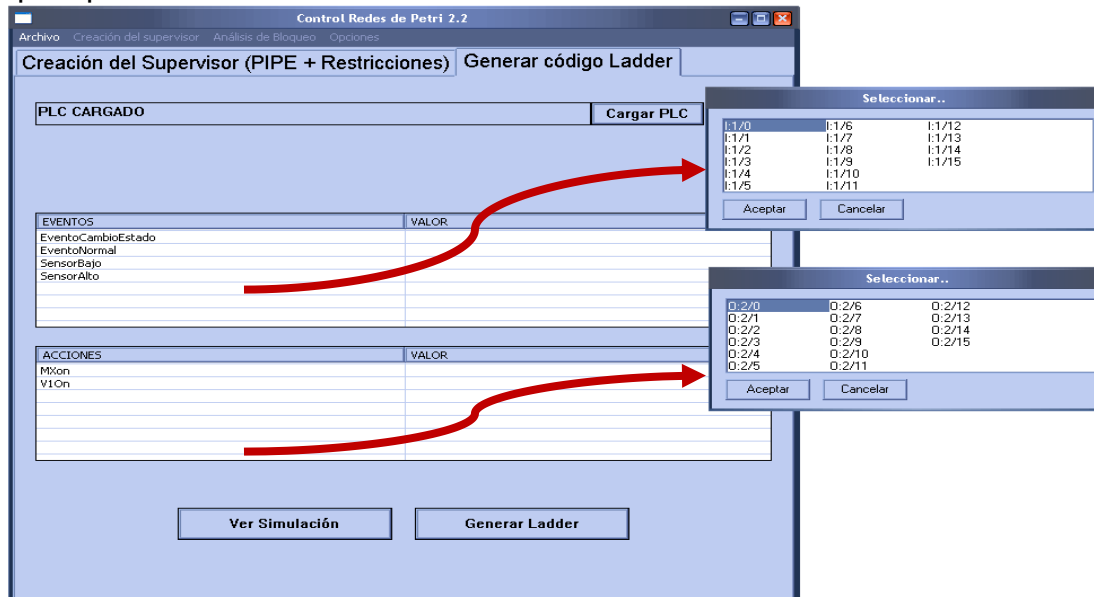 Control Redes de Petri 2.2
Archivo Creación del supervisor Análisis de Bloqueo Opciones
Creación del Supervisor (PIPE + Restricciones) Generar código Ladder
PLC CARGADO Cargar PLC
EVENTOS VALOR
EventoCambioEstado
EventoNormal
SensorBajo
SensorAlto
ACCIONES VALOR
MXon
V1On
Ver Simulación Generar Ladder
Seleccionar..
I:1/0 I:1/6 I:1/12
I:1/1 I:1/7 I:1/13
I:1/2 I:1/8 I:1/14
I:1/3 I:1/9 I:1/15
I:1/4 I:1/10
I:1/5 I:1/11
Aceptar Cancelar
Seleccionar..
O:2/0 O:2/6 O:2/12
O:2/1 O:2/7 O:2/13
O:2/2 O:2/8 O:2/14
O:2/3 O:2/9 O:2/15
O:2/4 O:2/10
O:2/5 O:2/11
Aceptar Cancelar